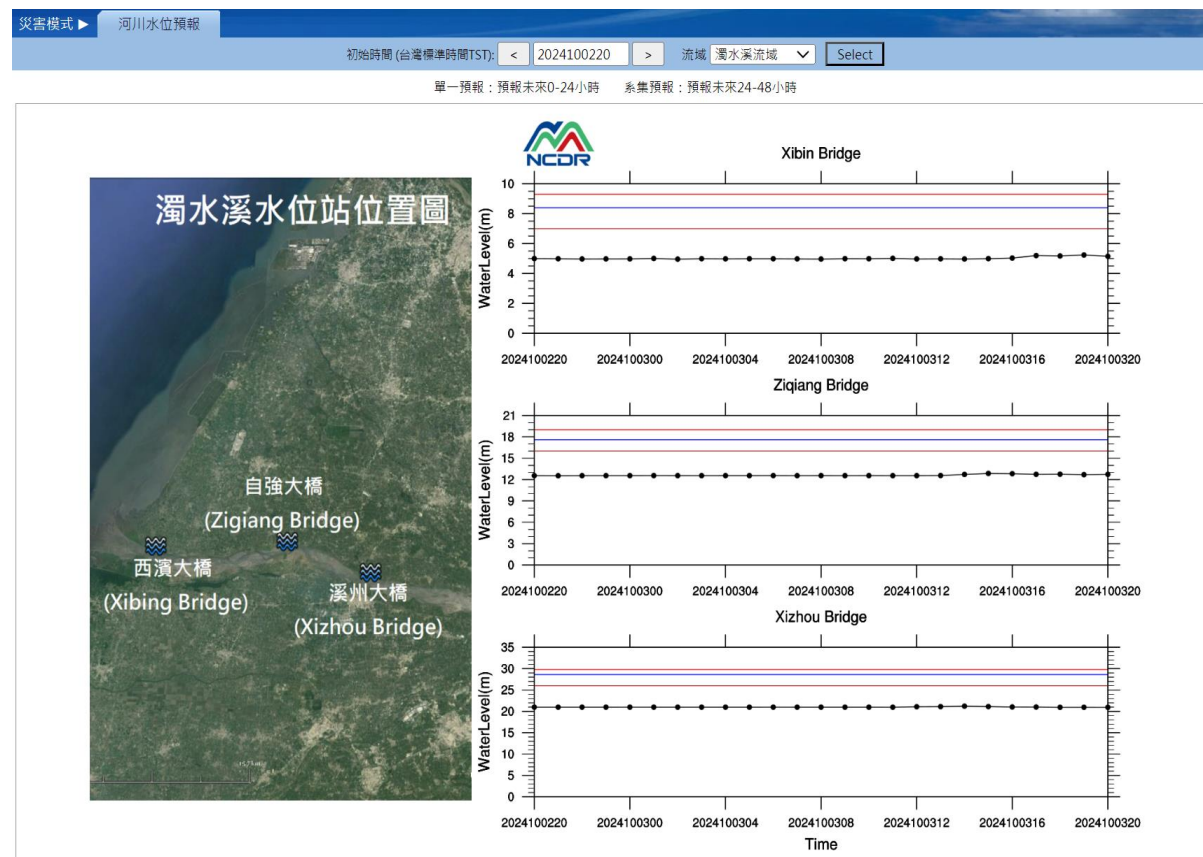 災害模式 ▶ 河川水位預報
初始時間 (台灣標準時間TST): < 2024100220 > 流域 濁水溪流域 Select
單一預報：預報未來0-24小時 系集預報：預報未來24-48小時
濁水溪水位站位置圖
自強大橋
(Zigiang Bridge)
西濱大橋
(Xibing Bridge)
溪州大橋
(Xizhou Bridge)
NCDR
Xibin Bridge
WaterLevel(m)
10
8
6
4
2
0
2024100220 2024100300 2024100304 2024100308 2024100312 2024100316 2024100320
Ziqiang Bridge
WaterLevel(m)
21
18
15
12
9
6
3
0
2024100220 2024100300 2024100304 2024100308 2024100312 2024100316 2024100320
Xizhou Bridge
WaterLevel(m)
35
30
25
20
15
10
5
0
2024100220 2024100300 2024100304 2024100308 2024100312 2024100316 2024100320
Time